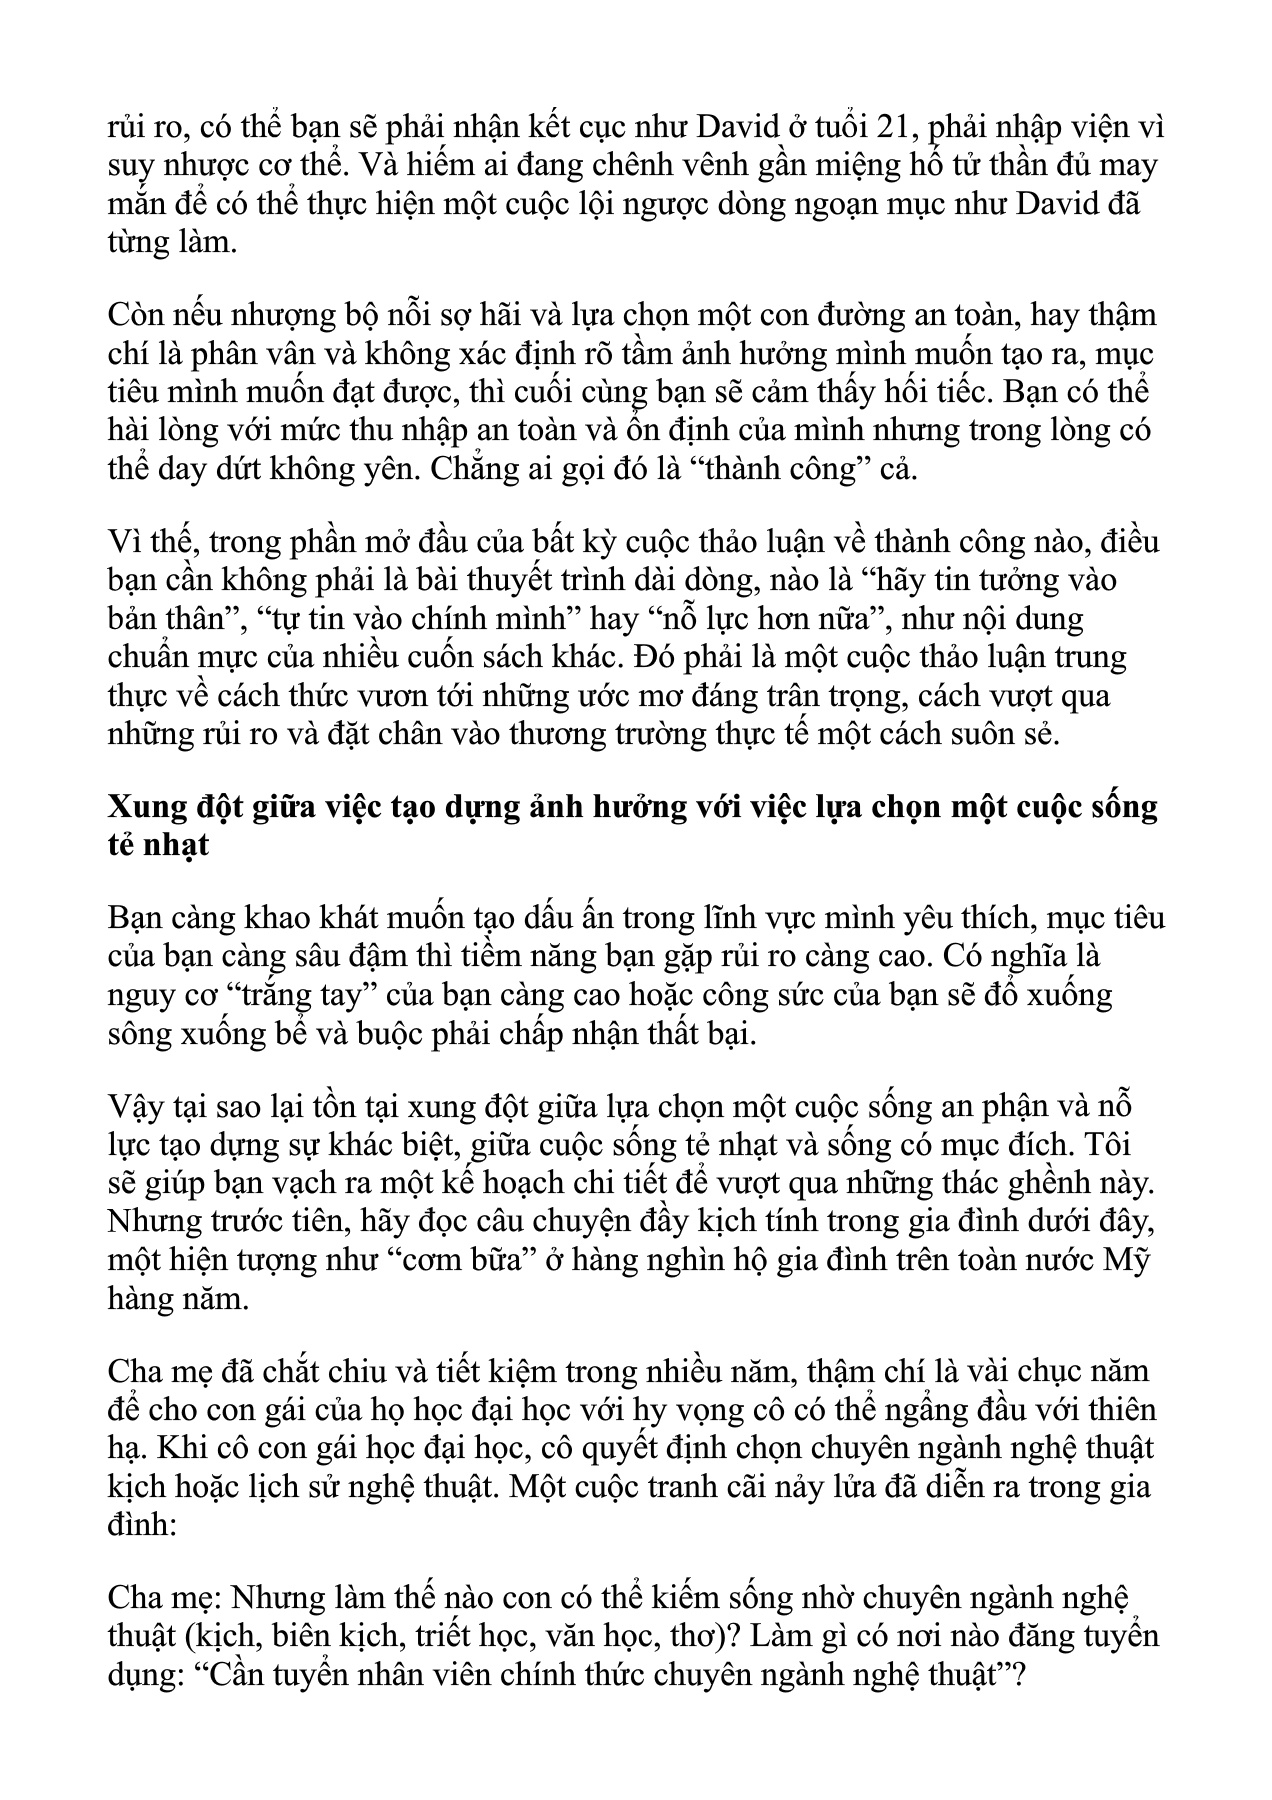 rủi ro, có thể bạn sẽ phải nhận kết cục như David ở tuổi 21, phải nhập viện vì
suy nhược cơ thể. Và hiếm ai đang chênh vênh gần miệng hố tử thần đủ may
mắn để có thể thực hiện một cuộc lội ngược dòng ngoạn mục như David đã
từng làm.
Còn nếu nhượng bộ nỗi sợ hãi và lựa chọn một con đường an toàn, hay thậm
chí là phân vân và không xác định rõ tầm ảnh hưởng mình muốn tạo ra, mục
tiêu mình muốn đạt được, thì cuối cùng bạn sẽ cảm thấy hối tiếc. Bạn có thể
hài lòng với mức thu nhập an toàn và ổn định của mình nhưng trong lòng có
thể day dứt không yên. Chẳng ai gọi đó là “thành công” cả.
Vì thế, trong phần mở đầu của bất kỳ cuộc thảo luận về thành công nào, điều
bạn cần không phải là bài thuyết trình dài dòng, nào là “hãy tin tưởng vào
bản thân”, “tự tin vào chính mình” hay “nỗ lực hơn nữa”, như nội dung
chuẩn mực của nhiều cuốn sách khác. Đó phải là một cuộc thảo luận trung
thực về cách thức vươn tới những ước mơ đáng trân trọng, cách vượt qua
những rủi ro và đặt chân vào thương trường thực tế một cách suôn sẻ.
Xung đột giữa việc tạo dựng ảnh hưởng với việc lựa chọn một cuộc sống
tẻ nhạt
Bạn càng khao khát muốn tạo dấu ấn trong lĩnh vực mình yêu thích, mục tiêu
của bạn càng sâu đậm thì tiềm năng bạn gặp rủi ro càng cao. Có nghĩa là
nguy cơ “trắng tay” của bạn càng cao hoặc công sức của bạn sẽ đổ xuống
sông xuống bể và buộc phải chấp nhận thất bại.
Vậy tại sao lại tồn tại xung đột giữa lựa chọn một cuộc sống an phận và nỗ
lực tạo dựng sự khác biệt, giữa cuộc sống tẻ nhạt và sống có mục đích. Tôi
sẽ giúp bạn vạch ra một kế hoạch chi tiết để vượt qua những thác ghềnh này.
Nhưng trước tiên, hãy đọc câu chuyện đầy kịch tính trong gia đình dưới đây,
một hiện tượng như “cơm bữa” ở hàng nghìn hộ gia đình trên toàn nước Mỹ
hàng năm.
Cha mẹ đã chắt chiu và tiết kiệm trong nhiều năm, thậm chí là vài chục năm
để cho con gái của họ học đại học với hy vọng cô có thể ngẩng đầu với thiên
hạ. Khi cô con gái học đại học, cô quyết định chọn chuyên ngành nghệ thuật
kịch hoặc lịch sử nghệ thuật. Một cuộc tranh cãi nảy lửa đã diễn ra trong gia
đình:
Cha mẹ: Nhưng làm thế nào con có thể kiếm sống nhờ chuyên ngành nghệ
thuật (kịch, biên kịch, triết học, văn học, thơ)? Làm gì có nơi nào đăng tuyển
dụng: “Cần tuyển nhân viên chính thức chuyên ngành nghệ thuật”?